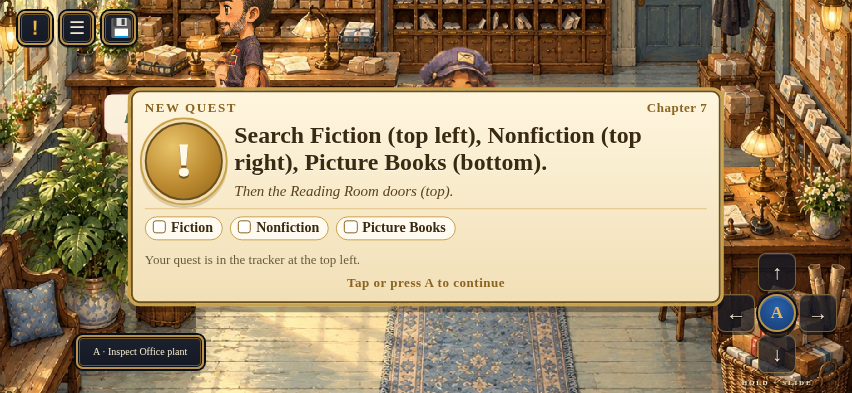 NEW QUEST
Chapter 7
!
Search Fiction (top left), Nonfiction (top
right), Picture Books (bottom).
Then the Reading Room doors (top).
Fiction
Nonfiction
Picture Books
Your quest is in the tracker at the top left.
Tap or press A to continue
A · Inspect Office plant
A
HOLD · SLIDE